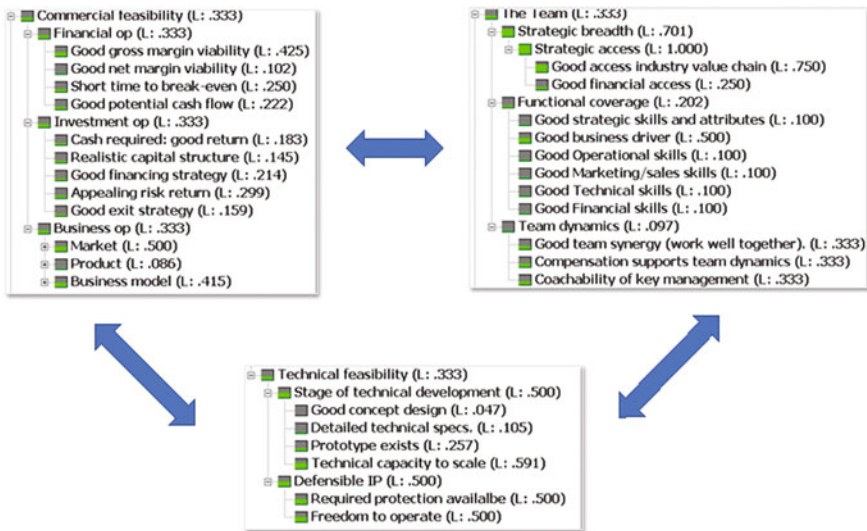 Commercial feasibility (L: .333)
Financial op (L: .333)
Good gross margin viability (L: .425)
Good net margin viability (L: .102)
Short time to break-even (L: .250)
Good potential cash flow (L: .222)
Investment op (L: .333)
Cash required: good return (L: .183)
Realistic capital structure (L: .145)
Good financing strategy (L: .214)
Appealing risk return (L: .299)
Good exit strategy (L: .159)
Business op (L: .333)
Market (L: .500)
Product (L: .086)
Business model (L: .415)
The Team (L: .333)
Strategic breadth (L: .701)
Strategic access (L: 1.000)
Good access industry value chain (L: .750)
Good financial access (L: .250)
Functional coverage (L: .202)
Good strategic skills and attributes (L: .100)
Good business driver (L: .500)
Good Operational skills (L: .100)
Good Marketing/sales skills (L: .100)
Good Technical skills (L: .100)
Good Financial skills (L: .100)
Team dynamics (L: .097)
Good team synergy (work well together). (L: .333)
Compensation supports team dynamics (L: .333)
Coachability of key management (L: .333)
Technical feasibility (L: .333)
Stage of technical development (L: .500)
Good concept design (L: .047)
Detailed technical specs. (L: .105)
Prototype exists (L: .257)
Technical capacity to scale (L: .591)
Defensible IP (L: .500)
Required protection availalbe (L: .500)
Freedom to operate (L: .500)